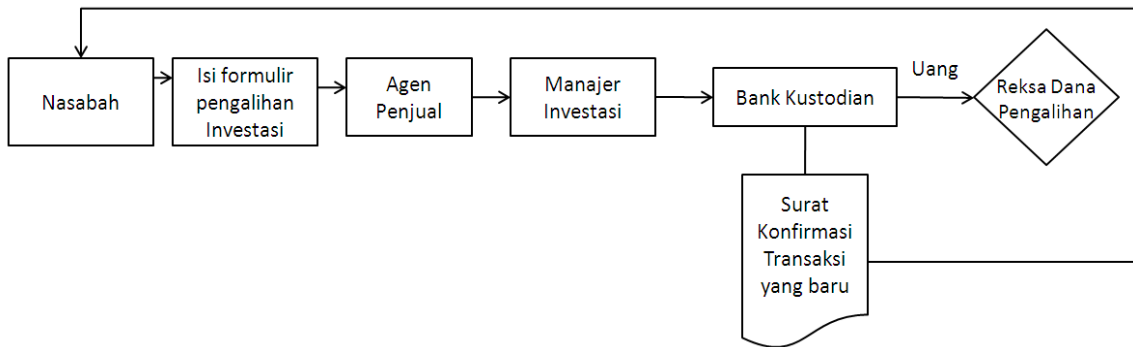 Nasabah
Isi formulir
pengalihan
Investasi
Agen
Penjual
Manajer
Investasi
Bank Kustodian
Uang
Reksa Dana
Pengalihan
Surat
Konfirmasi
Transaksi
yang baru